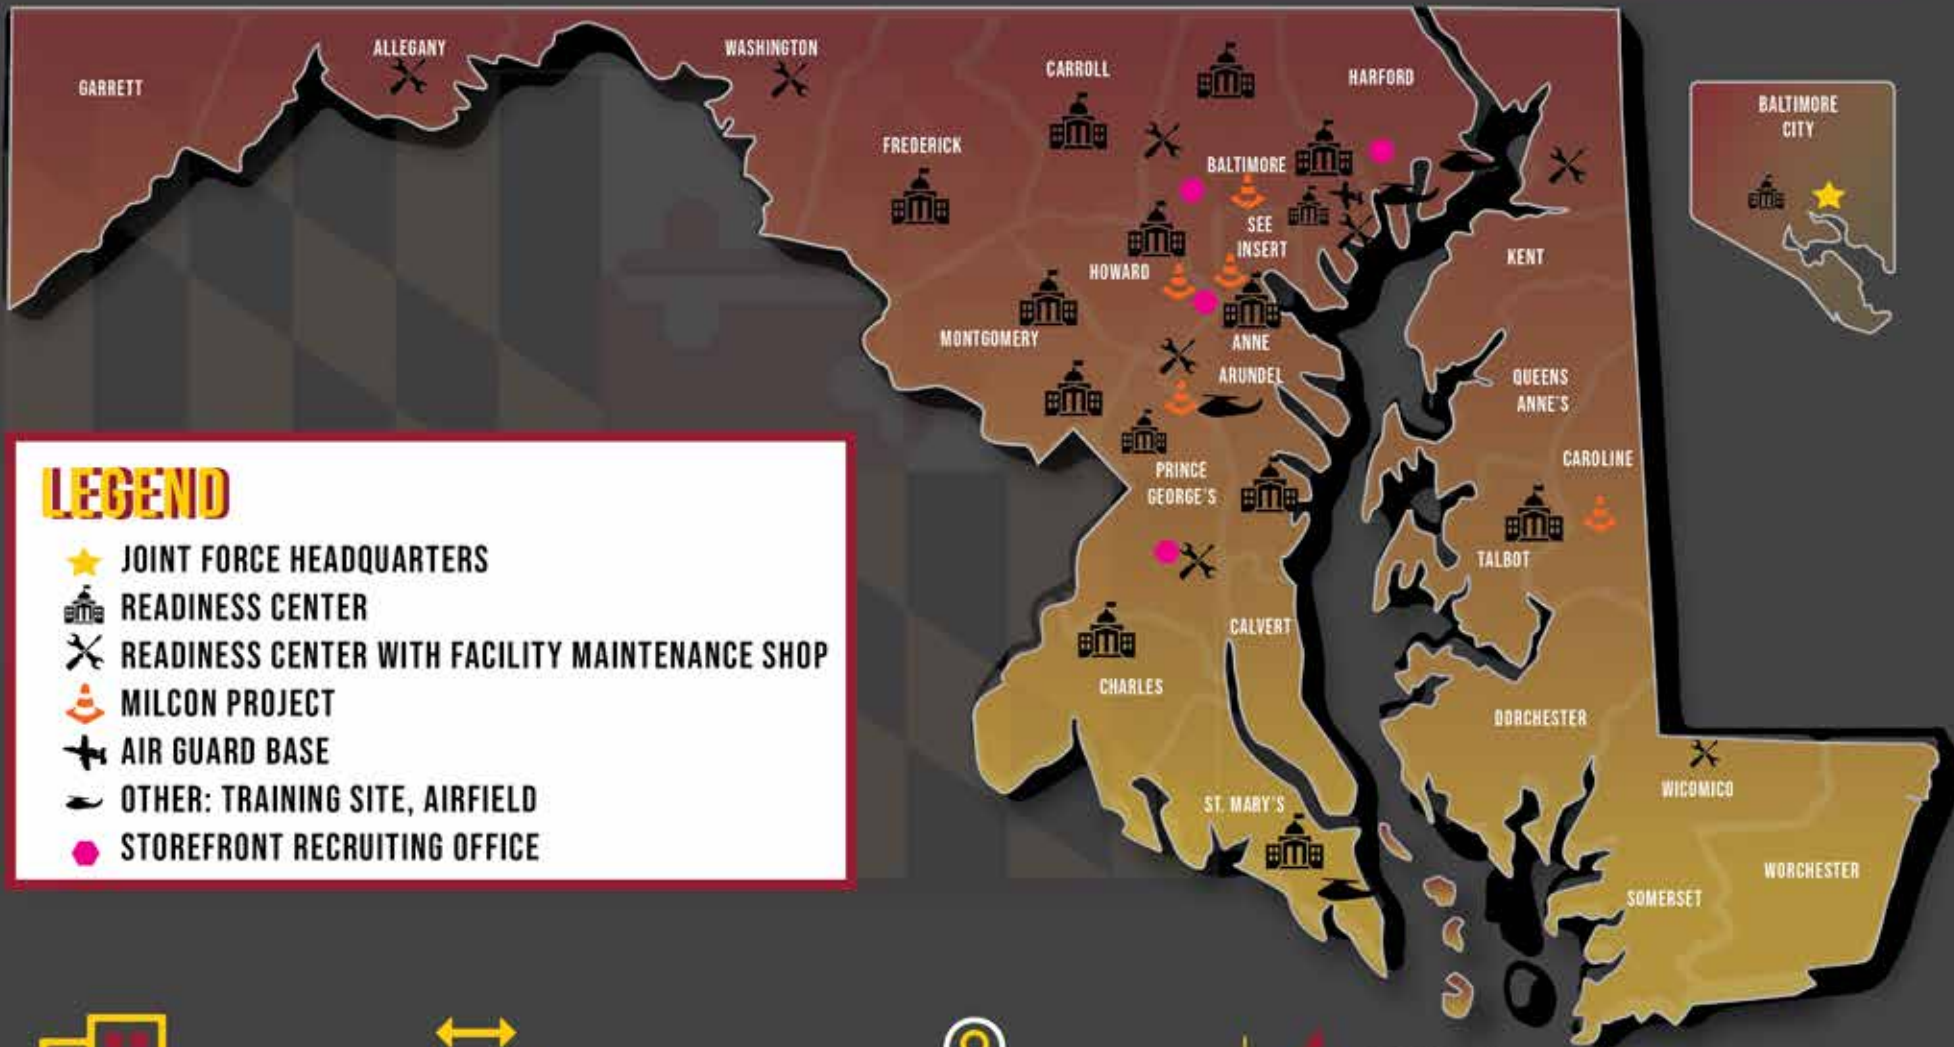 GARRETT
ALLEGANY
WASHINGTON
FREDERICK
CARROLL
HARFORD
BALTIMORE
SEE
INSERT
HOWARD
MONTGOMERY
ANNE
ARUNDEL
PRINCE
GEORGE'S
CALVERT
CHARLES
ST. MARY'S
KENT
QUEENS
ANNE'S
CAROLINE
TALBOT
DORCHESTER
WICOMICO
WORCHESTER
SOMERSET
BALTIMORE
CITY
LEGEND
JOINT FORCE HEADQUARTERS
READINESS CENTER
READINESS CENTER WITH FACILITY MAINTENANCE SHOP
MILCON PROJECT
AIR GUARD BASE
OTHER: TRAINING SITE, AIRFIELD
STOREFRONT RECRUITING OFFICE